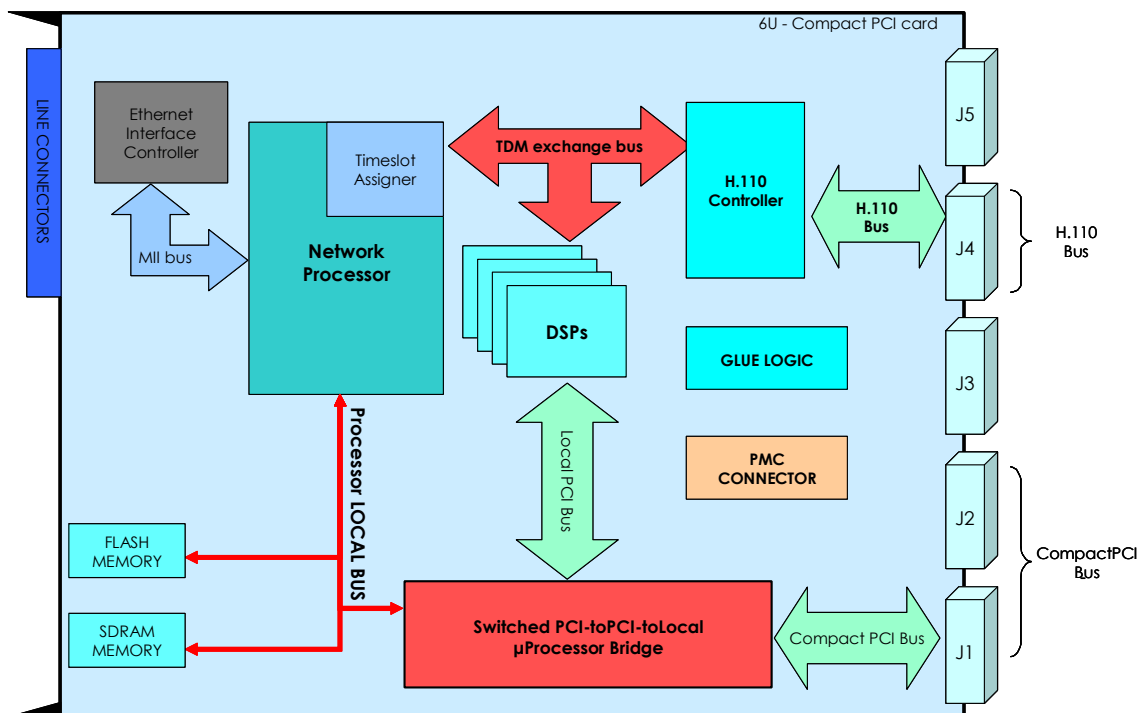 6U - Compact PCI card
LINE CONNECTORS
Ethernet
Interface
Controller
MII bus
Timeslot
Assigner
Network
Processor
TDM exchange bus
H.110
Controller
H.110
Bus
J5
J4
H.110
Bus
DSPs
GLUE LOGIC
J3
PMC
CONNECTOR
Local PCI Bus
Processor LOCAL BUS
FLASH
MEMORY
SDRAM
MEMORY
Switched PCI-toPCI-toLocal
µProcessor Bridge
Compact PCI Bus
J2
J1
CompactPCI
Bus